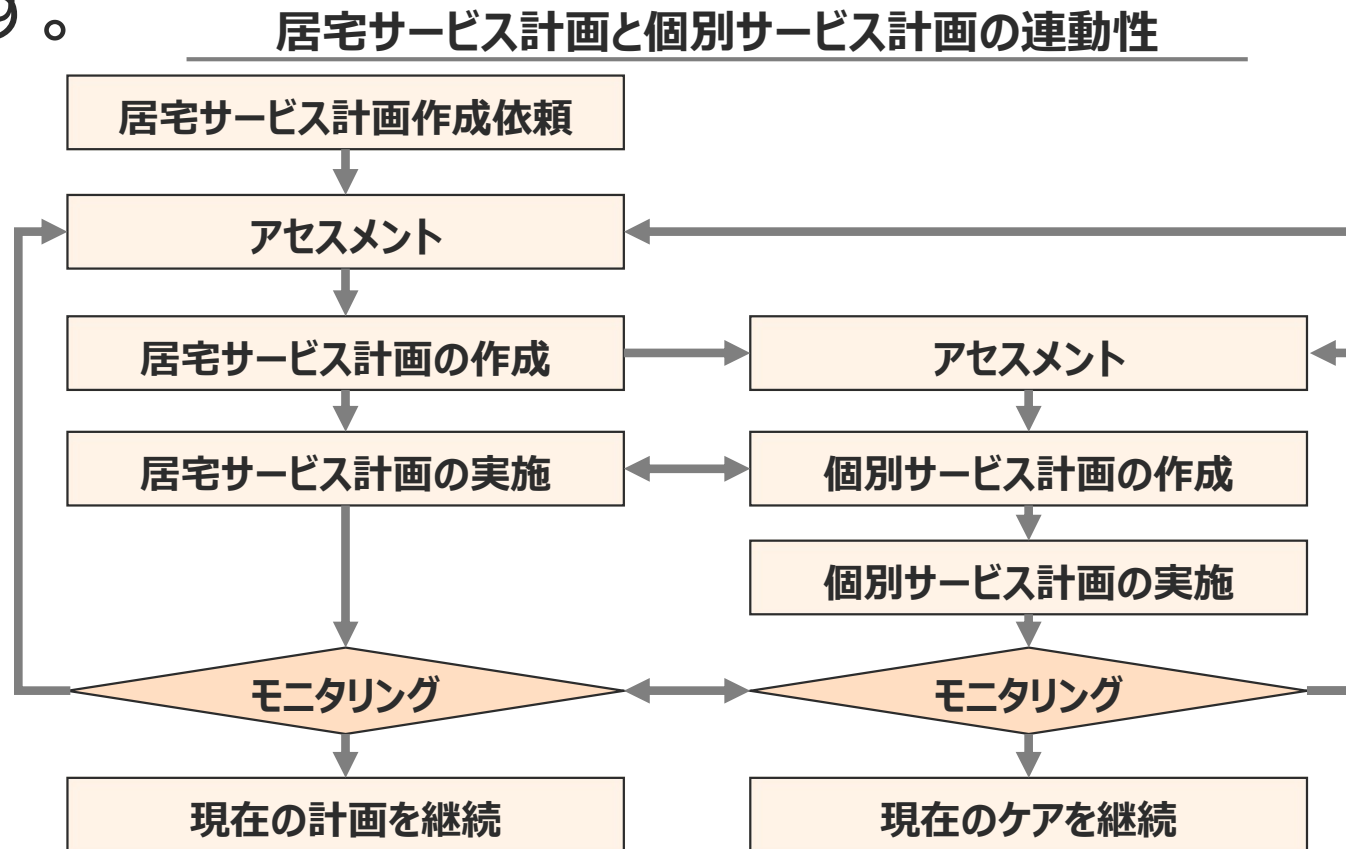 す。
居宅サービス計画と個別サービス計画の連動性
居宅サービス計画作成依頼
アセスメント
居宅サービス計画の作成
アセスメント
居宅サービス計画の実施
個別サービス計画の作成
個別サービス計画の実施
モニタリング
モニタリング
現在の計画を継続
現在のケアを継続